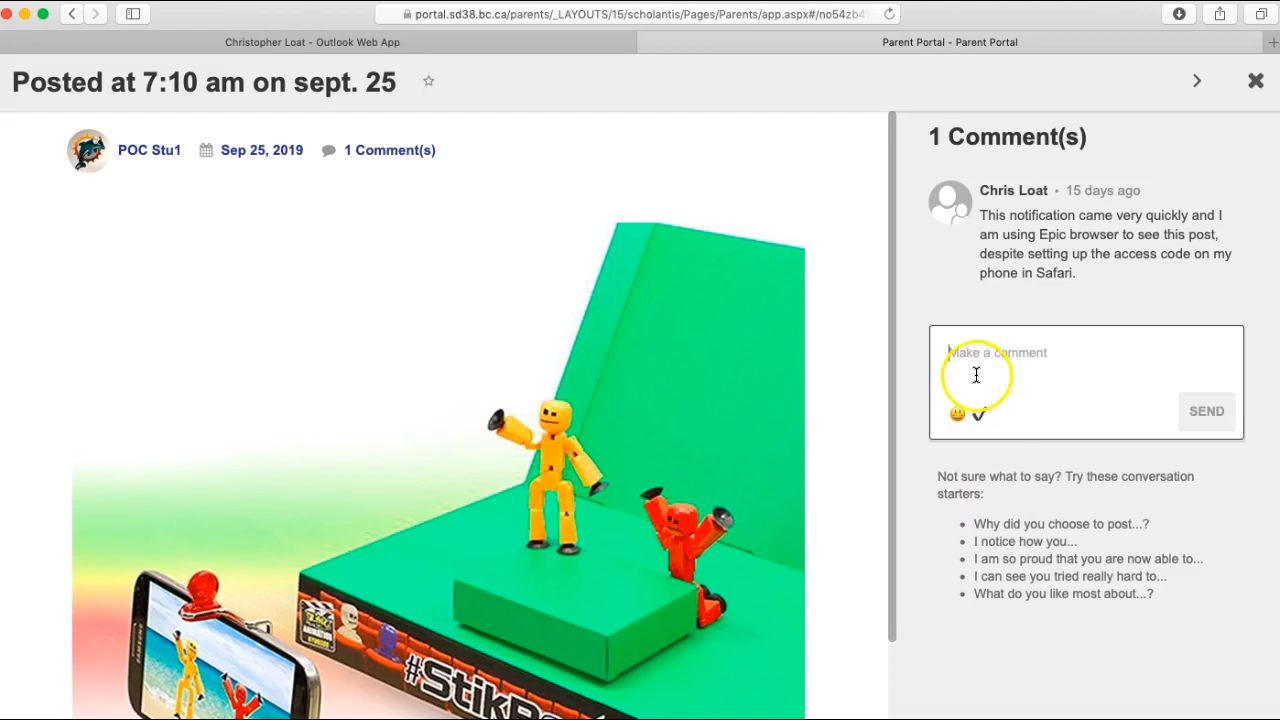 portal.sd38.bc.ca/parents/_LAYOUTS/15/scholantis/Pages/Parents/app.aspx#/no54zb4
Christopher Loat - Outlook Web App
Parent Portal - Parent Portal
Posted at 7:10 am on sept. 25
POC Stu1
Sep 25, 2019
1 Comment(s)
1 Comment(s)
Chris Loat • 15 days ago
This notification came very quickly and I
am using Epic browser to see this post,
despite setting up the access code on my
phone in Safari.
Make a comment
SEND
Not sure what to say? Try these conversation
starters:
Why did you choose to post...?
I notice how you...
I am so proud that you are now able to...
I can see you tried really hard to...
What do you like most about...?
ANIMATION
SAMSUNG